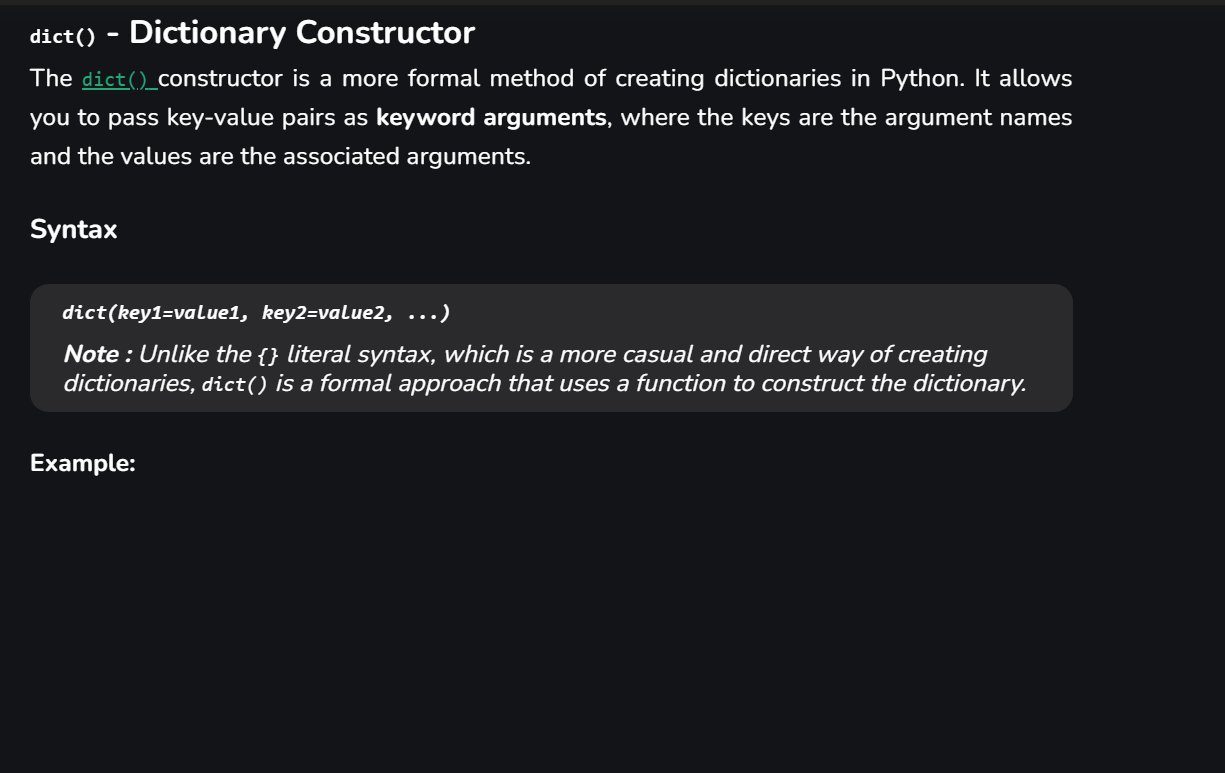 dict() - Dictionary Constructor
The dict() constructor is a more formal method of creating dictionaries in Python. It allows
you to pass key-value pairs as keyword arguments, where the keys are the argument names
and the values are the associated arguments.
Syntax
dict(key1=value1, key2=value2, ...)
Note : Unlike the {} literal syntax, which is a more casual and direct way of creating
dictionaries, dict() is a formal approach that uses a function to construct the dictionary.
Example: